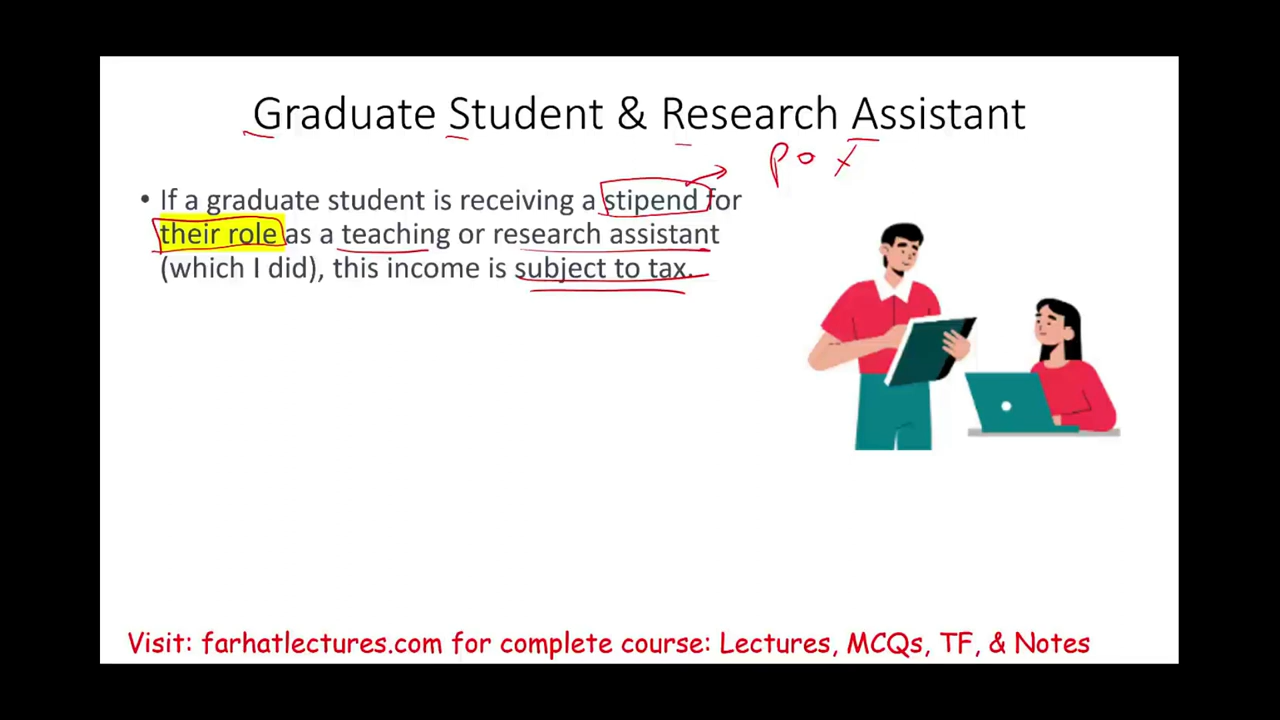 Graduate Student & Research Assistant
• If a graduate student is receiving a stipend for
their role as a teaching or research assistant
(which I did), this income is subject to tax.
Visit: farhatlectures.com for complete course: Lectures, MCQs, TF, & Notes